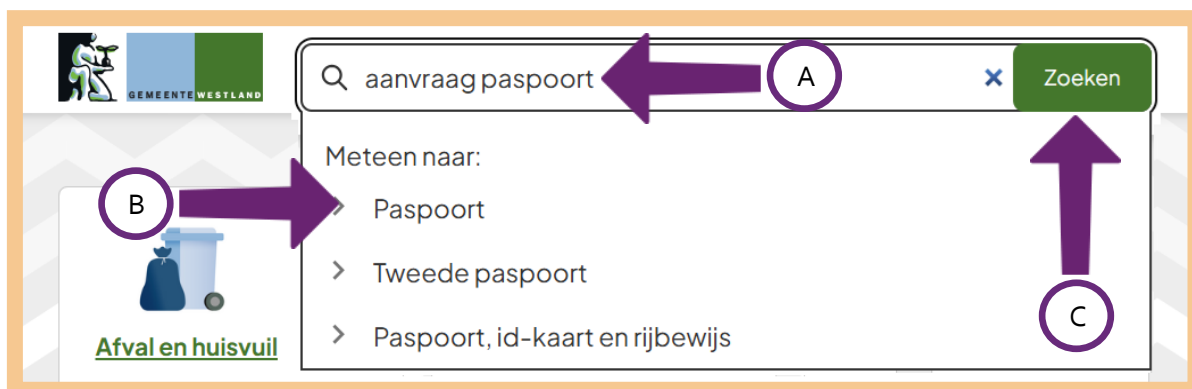 GEMEENTE WESTLAND
aanvraag paspoort
A
×
Zoeken
Meteen naar:
B
Paspoort
Tweede paspoort
C
Afval en huisvuil
Paspoort, id-kaart en rijbewijs